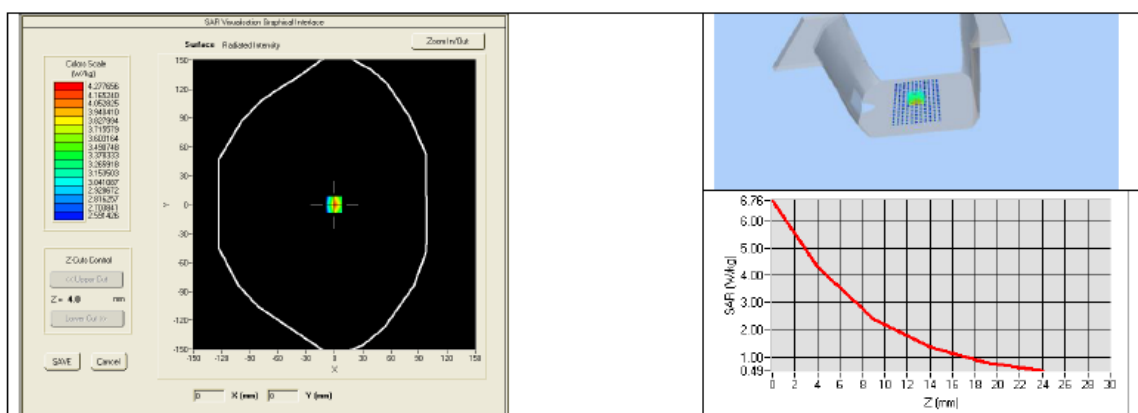 SAR Visualisation Graphical Interface
Surface Radiated Intensity
Zoom In/Out
Colors Scale
(W/kg)
4.277656
4.165240
4.052825
3.940410
3.827994
3.715579
3.603164
3.490748
3.378333
3.265918
3.153503
3.041087
2.928672
2.816257
2.703841
2.591426
150
120
90
60
30
0
-30
-60
-90
-120
-150
Y
-150 -120 -90 -60 -30 0 30 60 90 120 150
X
Z-Cuts Control
<< Upper Cut
Z = 4.0 mm
Lower Cut >>
SAVE Cancel
0 X (mm) 0 Y (mm)
6.76
5.00
4.00
3.00
2.00
1.00
0.49
SAR (W/kg)
0 2 4 6 8 10 12 14 16 18 20 22 24 26 28 30
Z (mm)